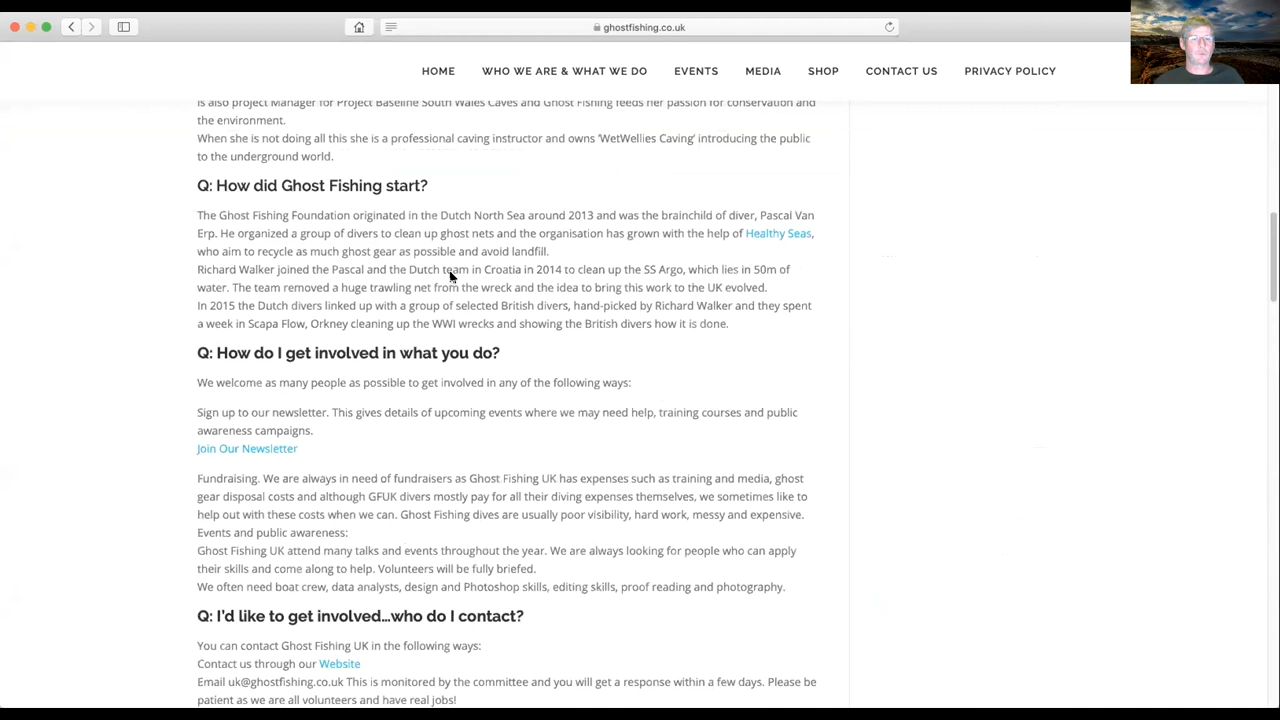 ghostfishing.co.uk
HOME WHO WE ARE & WHAT WE DO EVENTS MEDIA SHOP CONTACT US PRIVACY POLICY
is also project Manager for Project Baseline South Wales Caves and Ghost Fishing feeds her passion for conservation and
the environment.
When she is not doing all this she is a professional caving instructor and owns ‘WetWellies Caving’ introducing the public
to the underground world.
Q: How did Ghost Fishing start?
The Ghost Fishing Foundation originated in the Dutch North Sea around 2013 and was the brainchild of diver, Pascal Van
Erp. He organized a group of divers to clean up ghost nets and the organisation has grown with the help of Healthy Seas,
who aim to recycle as much ghost gear as possible and avoid landfill.
Richard Walker joined the Pascal and the Dutch team in Croatia in 2014 to clean up the SS Argo, which lies in 50m of
water. The team removed a huge trawling net from the wreck and the idea to bring this work to the UK evolved.
In 2015 the Dutch divers linked up with a group of selected British divers, hand-picked by Richard Walker and they spent
a week in Scapa Flow, Orkney cleaning up the WWI wrecks and showing the British divers how it is done.
Q: How do I get involved in what you do?
We welcome as many people as possible to get involved in any of the following ways:
Sign up to our newsletter. This gives details of upcoming events where we may need help, training courses and public
awareness campaigns.
Join Our Newsletter
Fundraising. We are always in need of fundraisers as Ghost Fishing UK has expenses such as training and media, ghost
gear disposal costs and although GFUK divers mostly pay for all their diving expenses themselves, we sometimes like to
help out with these costs when we can. Ghost Fishing dives are usually poor visibility, hard work, messy and expensive.
Events and public awareness:
Ghost Fishing UK attend many talks and events throughout the year. We are always looking for people who can apply
their skills and come along to help. Volunteers will be fully briefed.
We often need boat crew, data analysts, design and Photoshop skills, editing skills, proof reading and photography.
Q: I’d like to get involved…who do I contact?
You can contact Ghost Fishing UK in the following ways:
Contact us through our Website
Email uk@ghostfishing.co.uk This is monitored by the committee and you will get a response within a few days. Please be
patient as we are all volunteers and have real jobs!